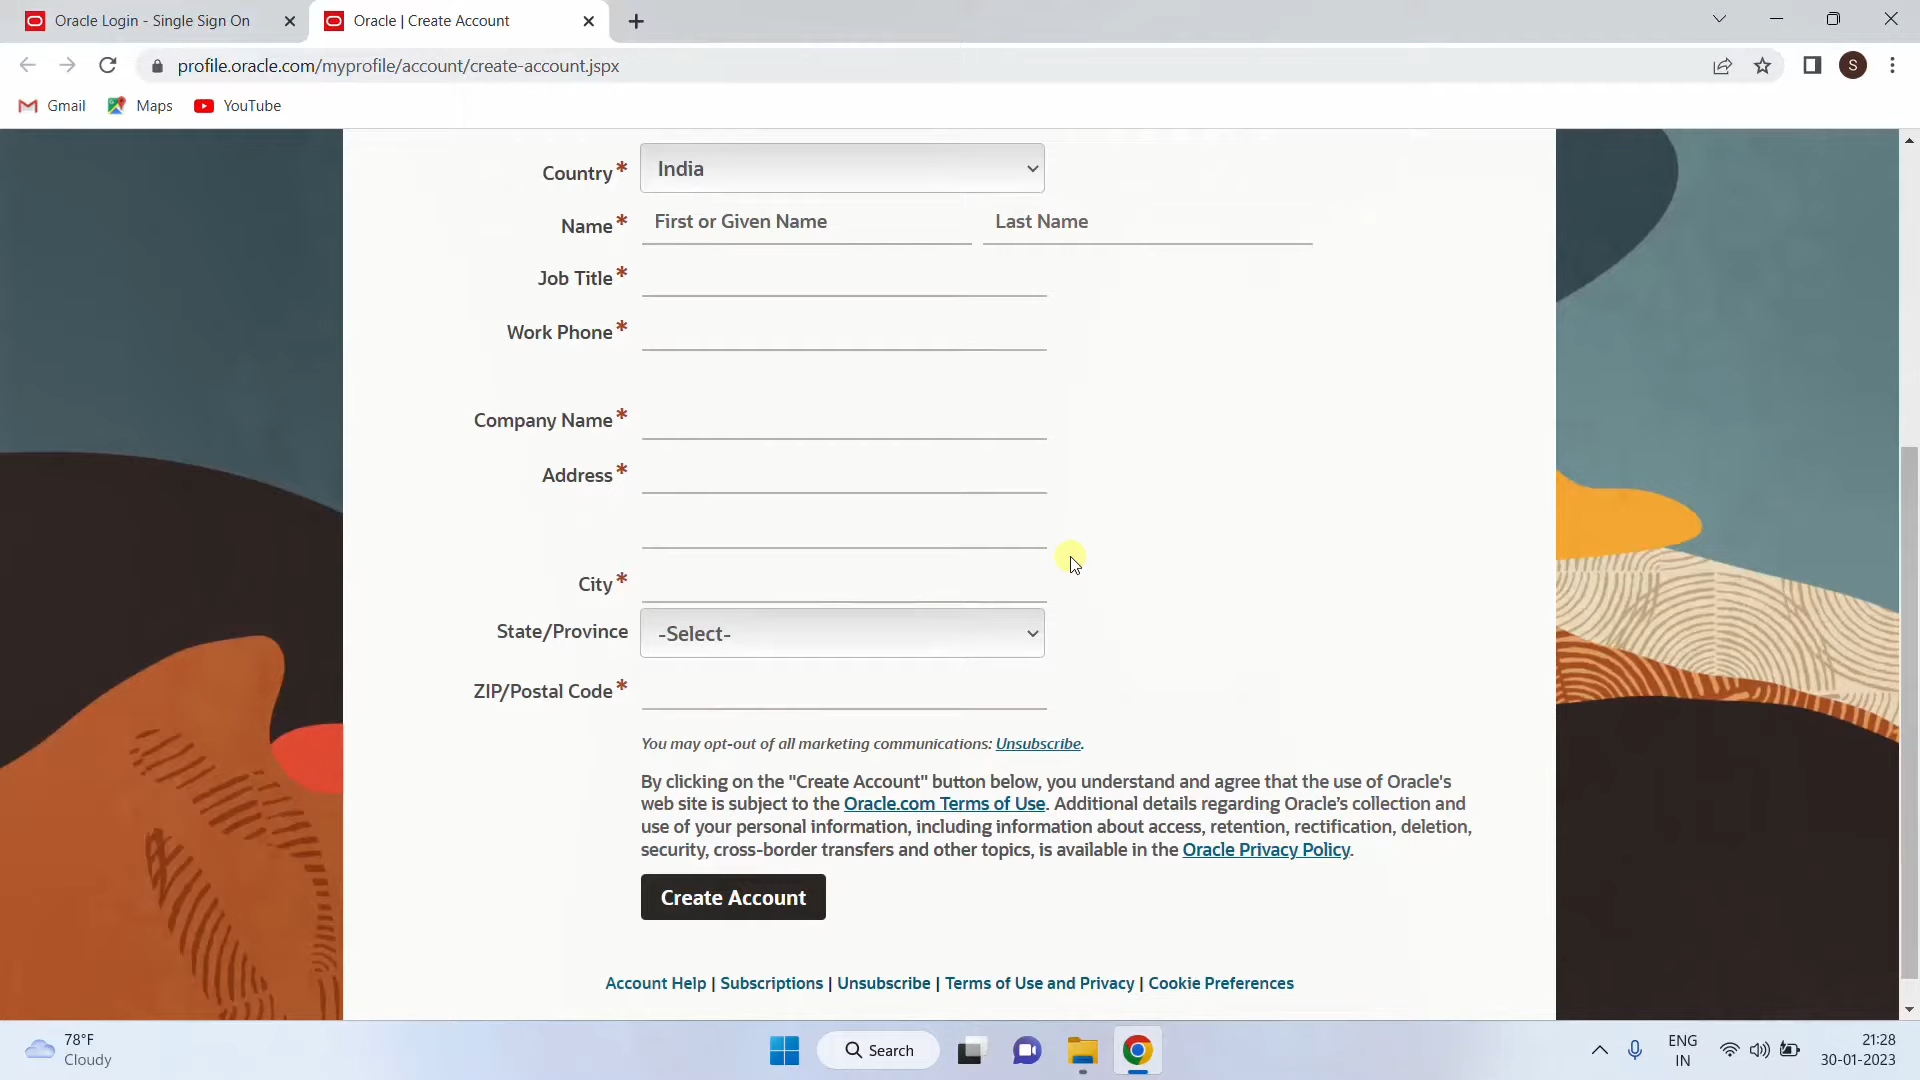 Oracle Login - Single Sign On
Oracle | Create Account
profile.oracle.com/myprofile/account/create-account.jspx
S
Gmail
Maps
YouTube
Country*
India
Name*
First or Given Name
Last Name
Job Title*
Work Phone*
Company Name*
Address*
City*
State/Province
-Select-
ZIP/Postal Code*
You may opt-out of all marketing communications: Unsubscribe.
By clicking on the "Create Account" button below, you understand and agree that the use of Oracle's
web site is subject to the Oracle.com Terms of Use. Additional details regarding Oracle's collection and
use of your personal information, including information about access, retention, rectification, deletion,
security, cross-border transfers and other topics, is available in the Oracle Privacy Policy.
Create Account
Account Help | Subscriptions | Unsubscribe | Terms of Use and Privacy | Cookie Preferences
78°F
Cloudy
Search
ENG
IN
21:28
30-01-2023